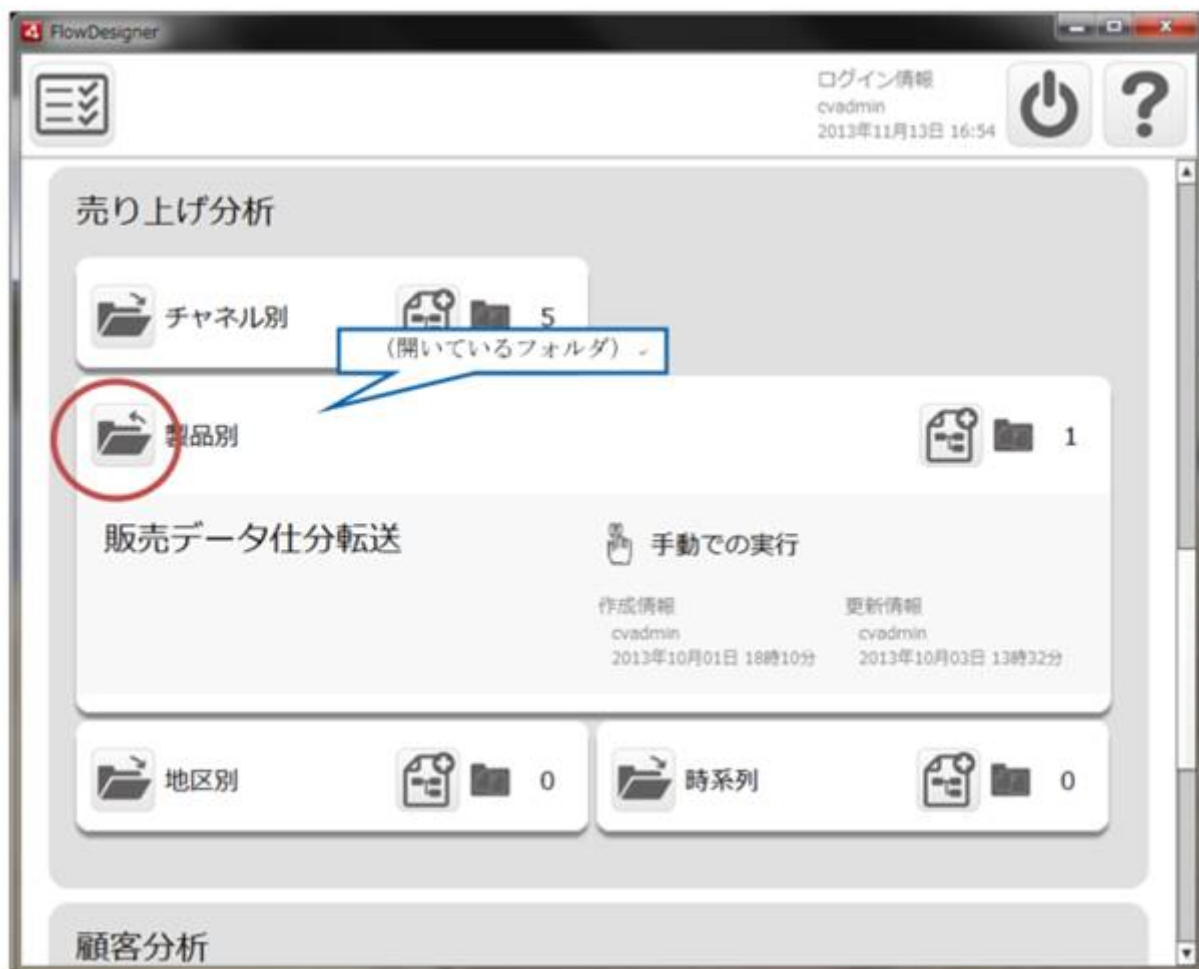 FlowDesigner
ログイン情報
cvadmin
2013年11月13日 16:54
売り上げ分析
チャネル別
5
（開いているフォルダ）
製品別
1
販売データ仕分転送
手動での実行
作成情報
更新情報
cvadmin
cvadmin
2013年10月01日 18時10分
2013年10月03日 13時32分
地区別
0
時系列
0
顧客分析